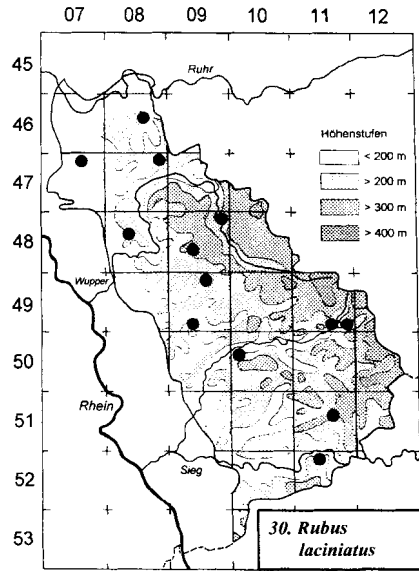 07 08 09 10 11 12
45
46
47
48
49
50
51
52
53
Ruhr
Höhenstufen
< 200 m
> 200 m
> 300 m
> 400 m
Wupper
Rhein
Sieg
30. Rubus
laciniatus